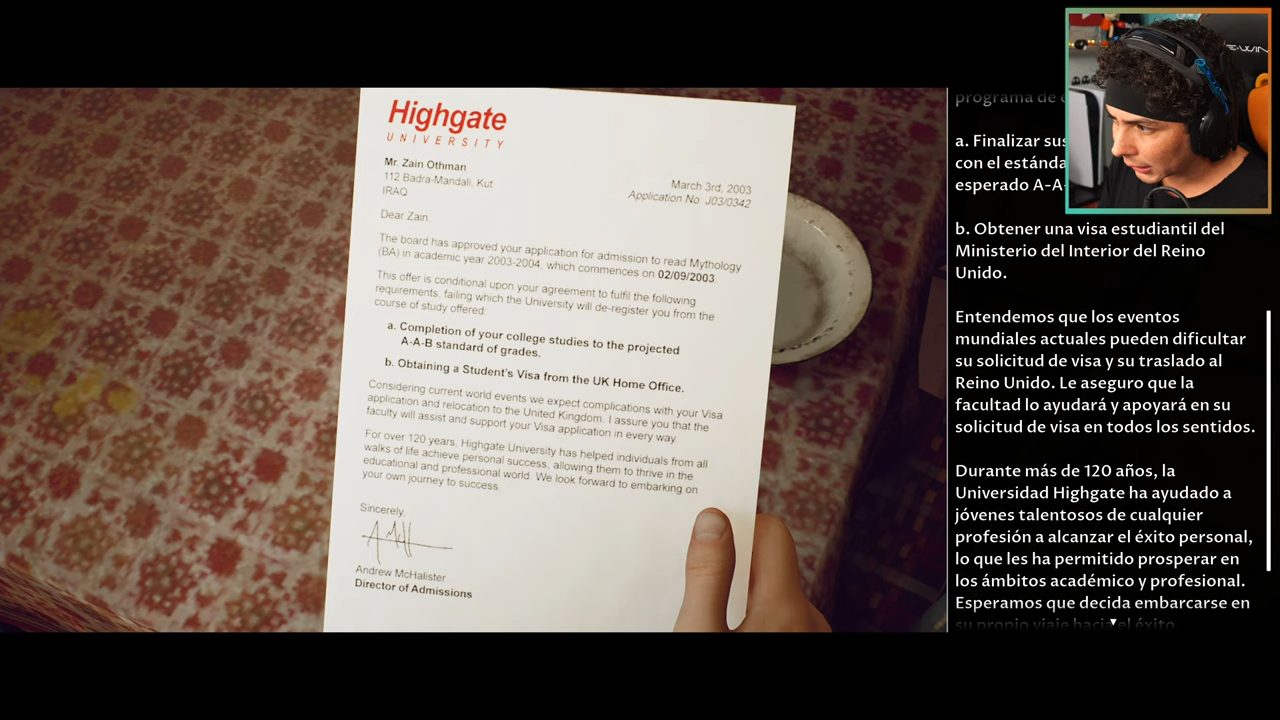 Highgate
UNIVERSITY
Mr. Zain Othman
112 Badra-Mandali, Kut
IRAQ
March 3rd, 2003
Application No: J03/0342
Dear Zain,
The board has approved your application for admission to read Mythology
(BA) in academic year 2003-2004, which commences on 02/09/2003.
This offer is conditional upon your agreement to fulfil the following
requirements, failing which the University will de-register you from the
course of study offered:
a. Completion of your college studies to the projected
A-A-B standard of grades.
b. Obtaining a Student's Visa from the UK Home Office.
Considering current world events we expect complications with your Visa
application and relocation to the United Kingdom. I assure you that the
faculty will assist and support your Visa application in every way.
For over 120 years, Highgate University has helped individuals from all
walks of life achieve personal success, allowing them to thrive in the
educational and professional world. We look forward to embarking on
your own journey to success.
Sincerely,
Andrew McHalister
Director of Admissions
programa de
a. Finalizar sus
con el
esperado A-A-
b. Obtener una visa estudiantil del
Ministerio del Interior del Reino
Unido.
Entendemos que los eventos
mundiales actuales pueden dificultar
su solicitud de visa y su traslado al
Reino Unido. Le aseguro que la
facultad lo ayudará y apoyará en su
solicitud de visa en todos los sentidos.
Durante más de 120 años, la
Universidad Highgate ha ayudado a
jóvenes talentosos de cualquier
profesión a alcanzar el éxito personal,
lo que les ha permitido prosperar en
los ámbitos académico y profesional.
Esperamos que decida embarcarse en
su propio viaje hacia el éxito.